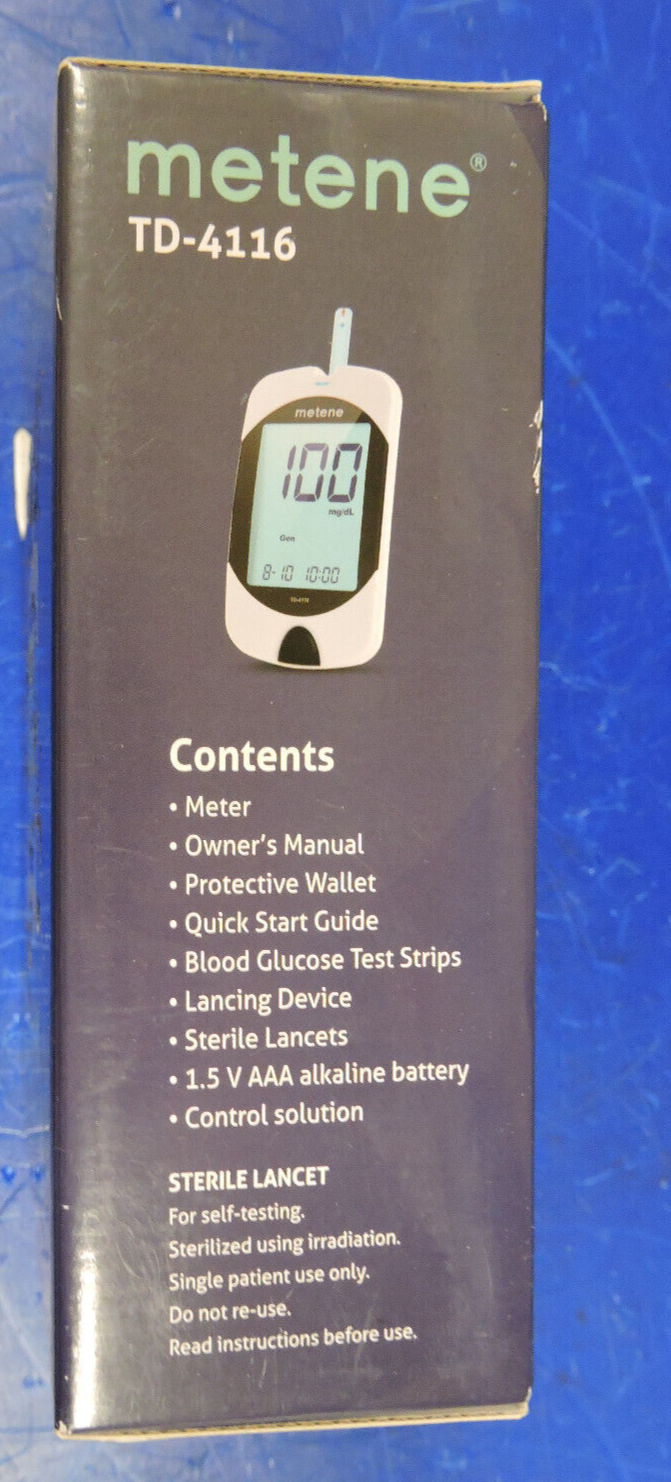 metene®
TD-4116
metene
100
mg/dL
Gen
8-10 10:00
Contents
• Meter
• Owner's Manual
• Protective Wallet
• Quick Start Guide
• Blood Glucose Test Strips
• Lancing Device
• Sterile Lancets
• 1.5 V AAA alkaline battery
• Control solution
STERILE LANCET
For self-testing.
Sterilized using irradiation.
Single patient use only.
Do not re-use.
Read instructions before use.